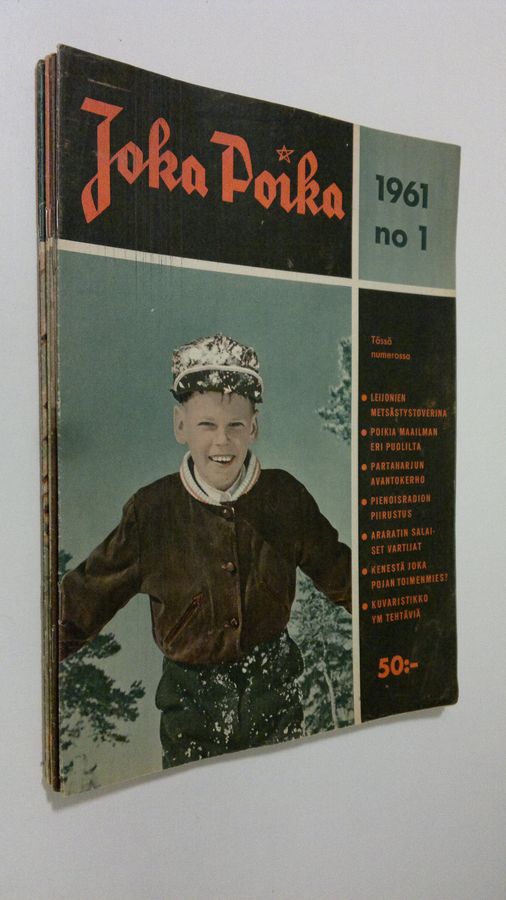 Joka Poika
1961
no 1
Tässä
numerossa
LEIJONIEN
METSÄSTYSTOVERINA
POIKIA MAAILMAN
ERI PUOLILTA
PARTAHARJUN
AVANTOKERHO
PIENOISRADION
PIIRUSTUS
ARARATIN SALAI-
SET VARTIJAT
KENESTÄ JOKA
POJAN TOIMENMIES?
KUVARISTIKKO
YM TEHTÄVIÄ
50:-